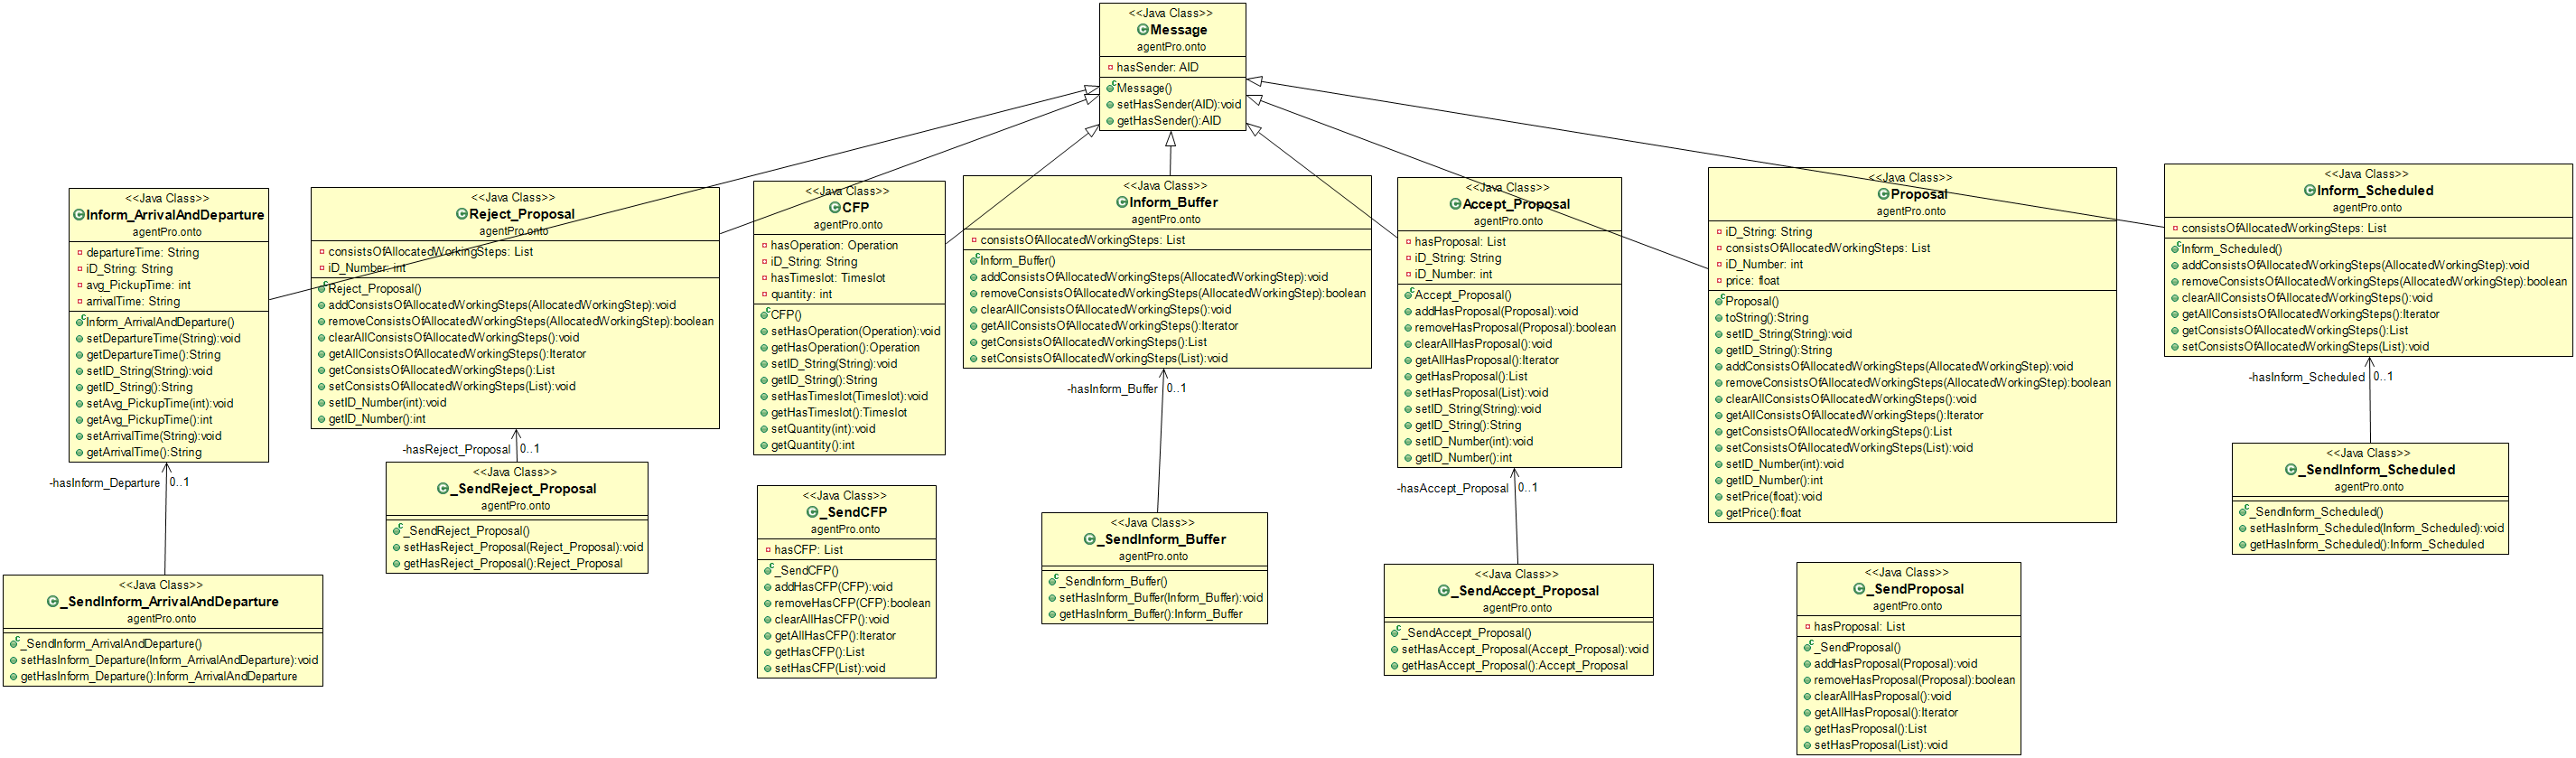 <<Java Class>>
Message
agentPro.onto
hasSender: AID
Message()
setHasSender(AID):void
getHasSender():AID
<<Java Class>>
Inform_ArrivalAndDeparture
agentPro.onto
departureTime: String
iD_String: String
avg_PickupTime: int
arrivalTime: String
Inform_ArrivalAndDeparture()
setDepartureTime(String):void
getDepartureTime():String
setID_String(String):void
getID_String():String
setAvg_PickupTime(int):void
getAvg_PickupTime():int
setArrivalTime(String):void
getArrivalTime():String
<<Java Class>>
Reject_Proposal
agentPro.onto
consistsOfAllocatedWorkingSteps: List
iD_Number: int
Reject_Proposal()
addConsistsOfAllocatedWorkingSteps(AllocatedWorkingStep):void
removeConsistsOfAllocatedWorkingSteps(AllocatedWorkingStep):boolean
clearAllConsistsOfAllocatedWorkingSteps():void
getAllConsistsOfAllocatedWorkingSteps():Iterator
getConsistsOfAllocatedWorkingSteps():List
setConsistsOfAllocatedWorkingSteps(List):void
setID_Number(int):void
getID_Number():int
<<Java Class>>
CFP
agentPro.onto
hasOperation: Operation
iD_String: String
hasTimeslot: Timeslot
quantity: int
CFP()
setHasOperation(Operation):void
getHasOperation():Operation
setID_String(String):void
getID_String():String
setHasTimeslot(Timeslot):void
getHasTimeslot():Timeslot
setQuantity(int):void
getQuantity():int
<<Java Class>>
Inform_Buffer
agentPro.onto
consistsOfAllocatedWorkingSteps: List
Inform_Buffer()
addConsistsOfAllocatedWorkingSteps(AllocatedWorkingStep):void
removeConsistsOfAllocatedWorkingSteps(AllocatedWorkingStep):boolean
clearAllConsistsOfAllocatedWorkingSteps():void
getAllConsistsOfAllocatedWorkingSteps():Iterator
getConsistsOfAllocatedWorkingSteps():List
setConsistsOfAllocatedWorkingSteps(List):void
<<Java Class>>
Accept_Proposal
agentPro.onto
hasProposal: List
iD_String: String
iD_Number: int
Accept_Proposal()
addHasProposal(Proposal):void
removeHasProposal(Proposal):boolean
clearAllHasProposal():void
getAllHasProposal():Iterator
getHasProposal():List
setHasProposal(List):void
setID_String(String):void
getID_String():String
setID_Number(int):void
getID_Number():int
<<Java Class>>
Proposal
agentPro.onto
iD_String: String
consistsOfAllocatedWorkingSteps: List
iD_Number: int
price: float
Proposal()
toString():String
setID_String(String):void
getID_String():String
addConsistsOfAllocatedWorkingSteps(AllocatedWorkingStep):void
removeConsistsOfAllocatedWorkingSteps(AllocatedWorkingStep):boolean
clearAllConsistsOfAllocatedWorkingSteps():void
getAllConsistsOfAllocatedWorkingSteps():Iterator
getConsistsOfAllocatedWorkingSteps():List
setConsistsOfAllocatedWorkingSteps(List):void
setID_Number(int):void
getID_Number():int
setPrice(float):void
getPrice():float
<<Java Class>>
Inform_Scheduled
agentPro.onto
consistsOfAllocatedWorkingSteps: List
Inform_Scheduled()
addConsistsOfAllocatedWorkingSteps(AllocatedWorkingStep):void
removeConsistsOfAllocatedWorkingSteps(AllocatedWorkingStep):boolean
clearAllConsistsOfAllocatedWorkingSteps():void
getAllConsistsOfAllocatedWorkingSteps():Iterator
getConsistsOfAllocatedWorkingSteps():List
setConsistsOfAllocatedWorkingSteps(List):void
-hasInform_Departure 0..1
-hasReject_Proposal 0..1
-hasInform_Buffer 0..1
-hasAccept_Proposal 0..1
-hasInform_Scheduled 0..1
<<Java Class>>
_SendInform_ArrivalAndDeparture
agentPro.onto
_SendInform_ArrivalAndDeparture()
setHasInform_Departure(Inform_ArrivalAndDeparture):void
getHasInform_Departure():Inform_ArrivalAndDeparture
<<Java Class>>
_SendReject_Proposal
agentPro.onto
_SendReject_Proposal()
setHasReject_Proposal(Reject_Proposal):void
getHasReject_Proposal():Reject_Proposal
<<Java Class>>
_SendCFP
agentPro.onto
hasCFP: List
_SendCFP()
addHasCFP(CFP):void
removeHasCFP(CFP):boolean
clearAllHasCFP():void
getAllHasCFP():Iterator
getHasCFP():List
setHasCFP(List):void
<<Java Class>>
_SendInform_Buffer
agentPro.onto
_SendInform_Buffer()
setHasInform_Buffer(Inform_Buffer):void
getHasInform_Buffer():Inform_Buffer
<<Java Class>>
_SendAccept_Proposal
agentPro.onto
_SendAccept_Proposal()
setHasAccept_Proposal(Accept_Proposal):void
getHasAccept_Proposal():Accept_Proposal
<<Java Class>>
_SendProposal
agentPro.onto
hasProposal: List
_SendProposal()
addHasProposal(Proposal):void
removeHasProposal(Proposal):boolean
clearAllHasProposal():void
getAllHasProposal():Iterator
getHasProposal():List
setHasProposal(List):void
<<Java Class>>
_SendInform_Scheduled
agentPro.onto
_SendInform_Scheduled()
setHasInform_Scheduled(Inform_Scheduled):void
getHasInform_Scheduled():Inform_Scheduled